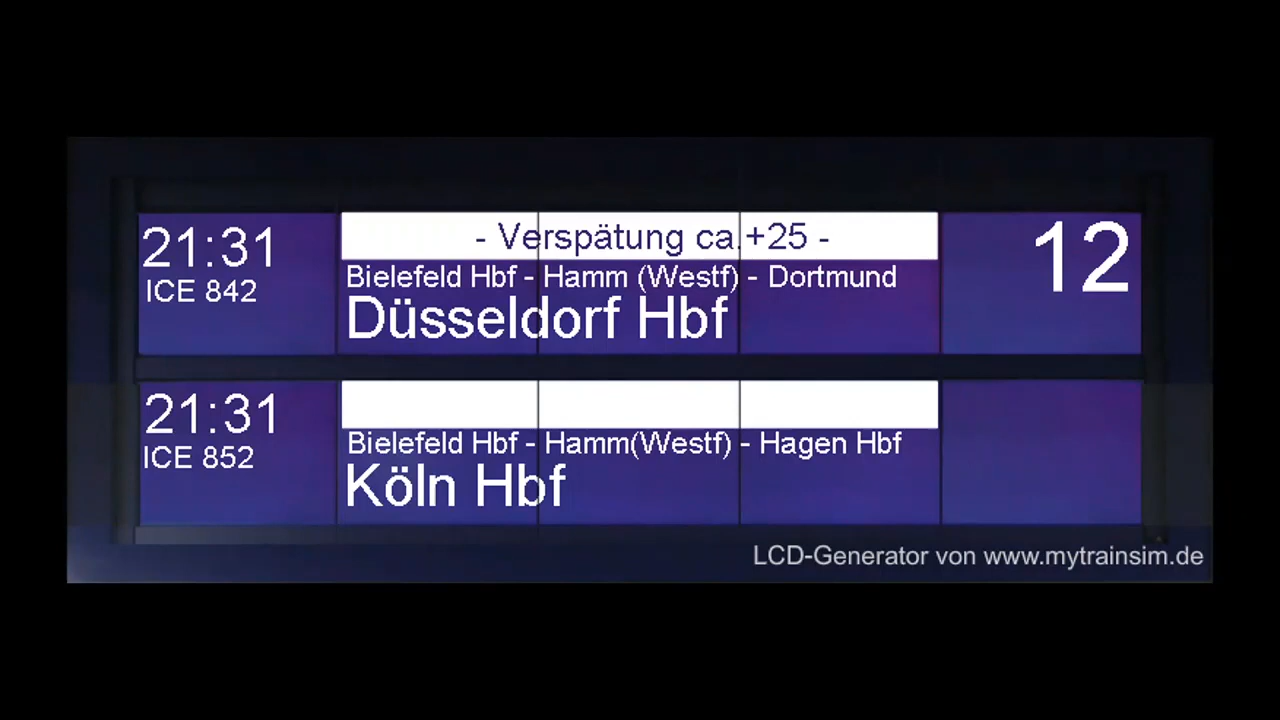 21:31
ICE 842
- Verspätung ca.+25 -
Bielefeld Hbf - Hamm (Westf) - Dortmund
Düsseldorf Hbf
12
21:31
ICE 852
Bielefeld Hbf - Hamm(Westf) - Hagen Hbf
Köln Hbf
LCD-Generator von www.mytrainsim.de